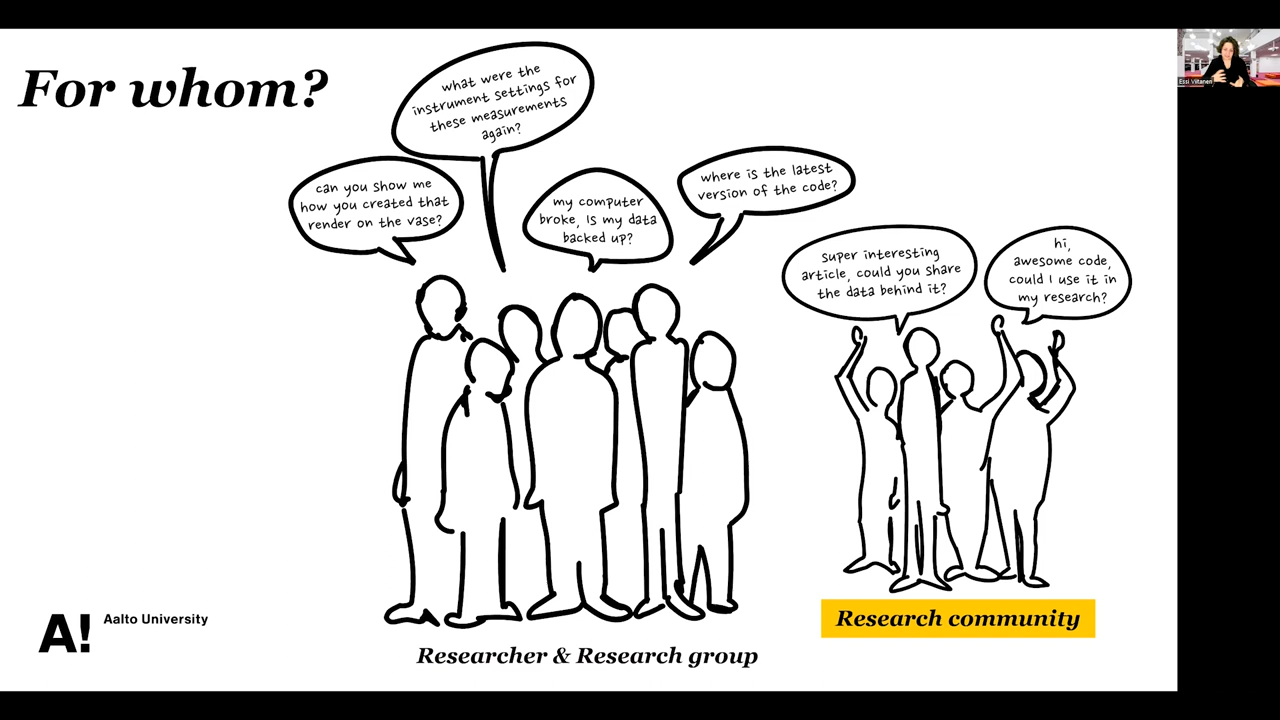 For whom?
what were the
instrument settings for
these measurements
again?
can you show me
how you created that
render on the vase?
my computer
broke, Is my data
backed up?
where is the latest
version of the code?
super interesting
article, could you share
the data behind it?
hi,
awesome code,
could I use it in
my research?
Researcher & Research group
Research community
A! Aalto University
Essi Viitanen